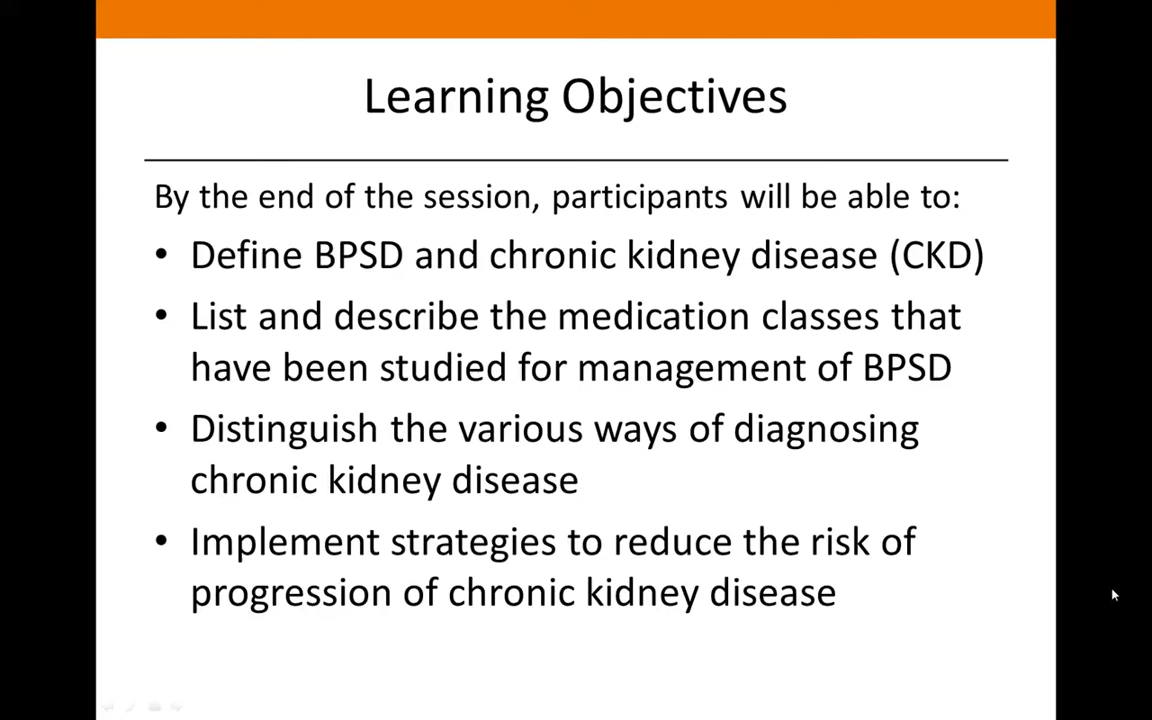 Learning Objectives
By the end of the session, participants will be able to:
• Define BPSD and chronic kidney disease (CKD)
• List and describe the medication classes that
have been studied for management of BPSD
• Distinguish the various ways of diagnosing
chronic kidney disease
• Implement strategies to reduce the risk of
progression of chronic kidney disease